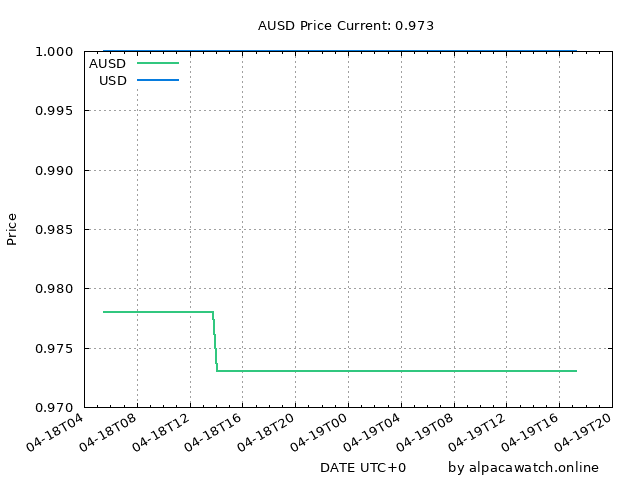 AUSD Price Current: 0.973
1.000
0.995
0.990
0.985
0.980
0.975
0.970
Price
AUSD
USD
04-18T04
04-18T08
04-18T12
04-18T16
04-18T20
04-19T00
04-19T04
04-19T08
04-19T12
04-19T16
04-19T20
DATE UTC+0 by alpacawatch.online